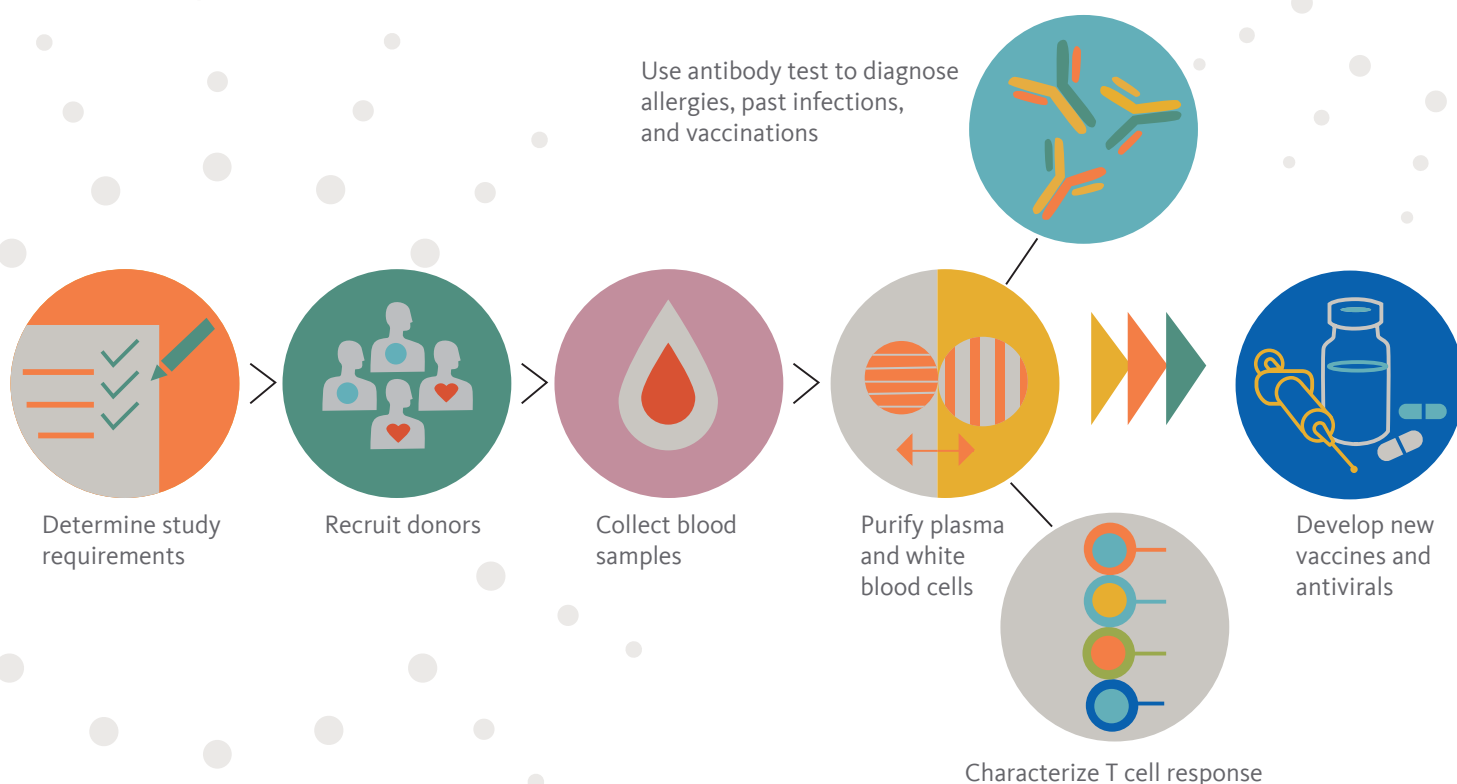 Use antibody test to diagnose
allergies, past infections,
and vaccinations
Determine study
requirements
Recruit donors
Collect blood
samples
Purify plasma
and white
blood cells
Develop new
vaccines and
antivirals
Characterize T cell response